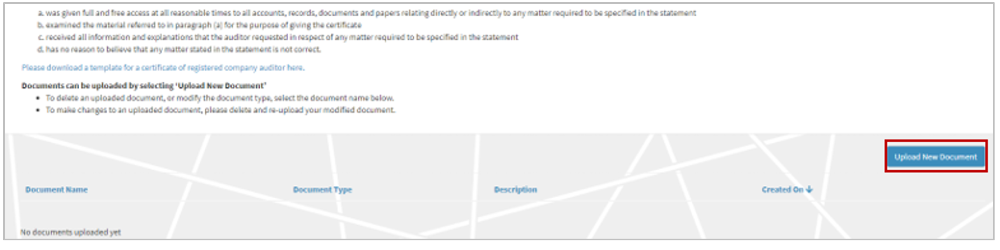 a. was given full and free access at all reasonable times to all accounts, records, documents and papers relating directly or indirectly to any matter required to be specified in the statement
b. examined the material referred to in paragraph (a) for the purpose of giving the certificate
c. received all information and explanations that the auditor requested in respect of any matter required to be specified in the statement
d. has no reason to believe that any matter stated in the statement is not correct.
Please download a template for a certificate of registered company auditor here.
Documents can be uploaded by selecting 'Upload New Document'
• To delete an uploaded document, or modify the document type, select the document name below.
• To make changes to an uploaded document, please delete and re-upload your modified document.
Upload New Document
Document Name Document Type Description Created On ↓
No documents uploaded yet